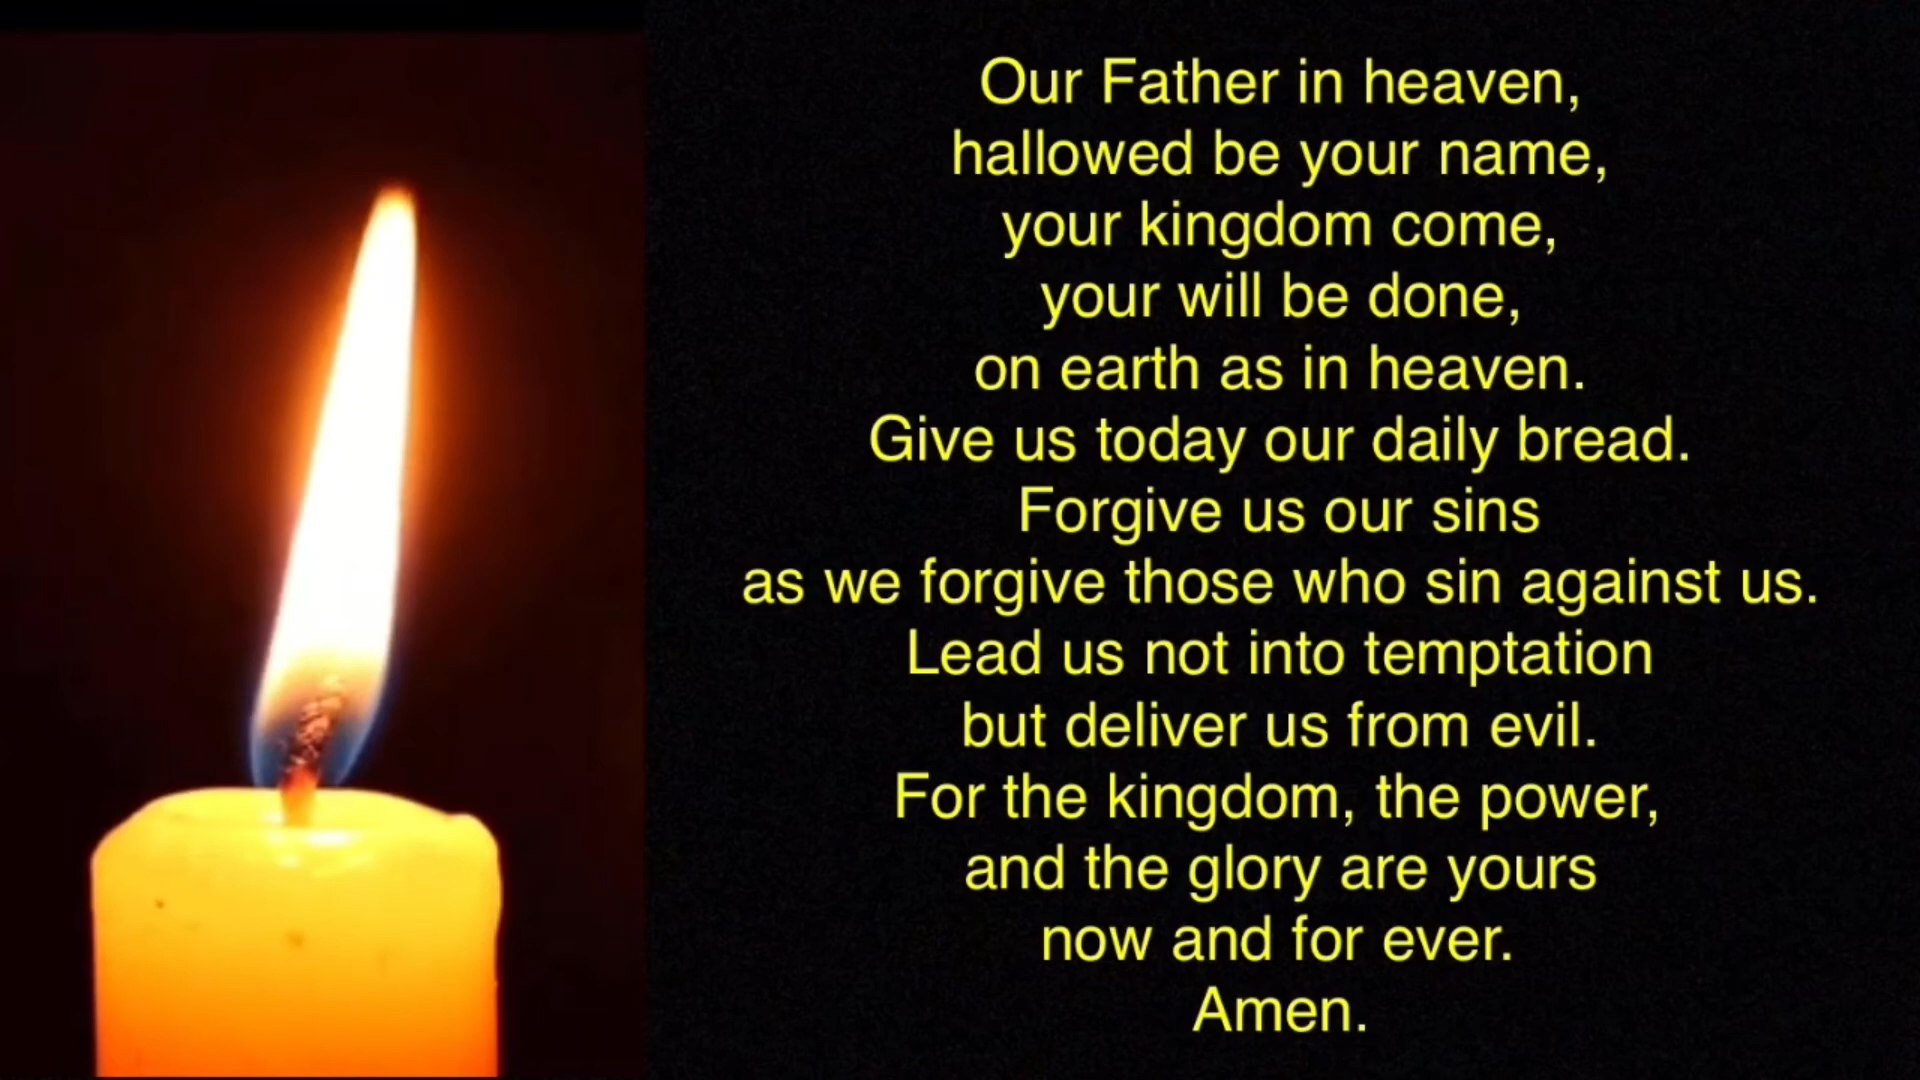 Our Father in heaven,
hallowed be your name,
your kingdom come,
your will be done,
on earth as in heaven.
Give us today our daily bread.
Forgive us our sins
as we forgive those who sin against us.
Lead us not into temptation
but deliver us from evil.
For the kingdom, the power,
and the glory are yours
now and for ever.
Amen.